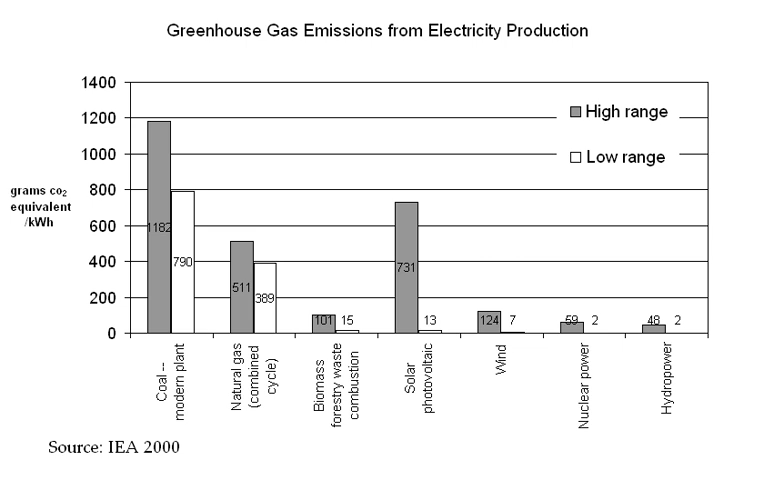 Greenhouse Gas Emissions from Electricity Production
1400
1200
1000
800
600
400
200
0
grams co₂
equivalent
/kWh
High range
Low range
1182
790
511
389
101
15
731
13
124
7
59
2
48
2
Coal --
modern plant
Natural gas
(combined
cycle)
Biomass
forestry waste
combustion
Solar
photovoltaic
Wind
Nuclear power
Hydropower
Source: IEA 2000